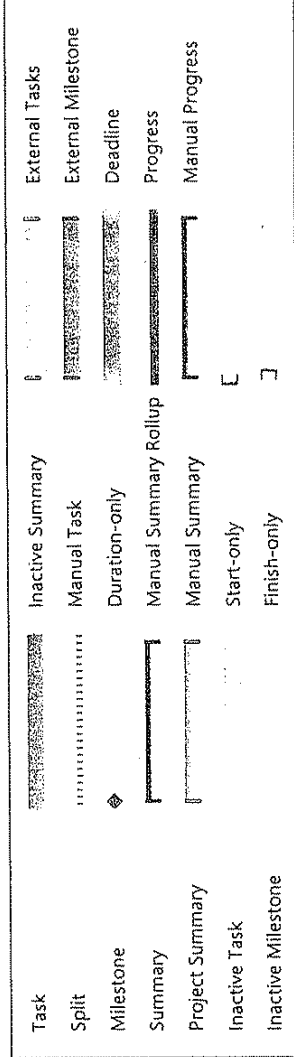 Task
Split
Milestone
Summary
Project Summary
Inactive Task
Inactive Milestone
Inactive Summary
Manual Task
Duration-only
Manual Summary Rollup
Manual Summary
Start-only
Finish-only
External Tasks
External Milestone
Deadline
Progress
Manual Progress